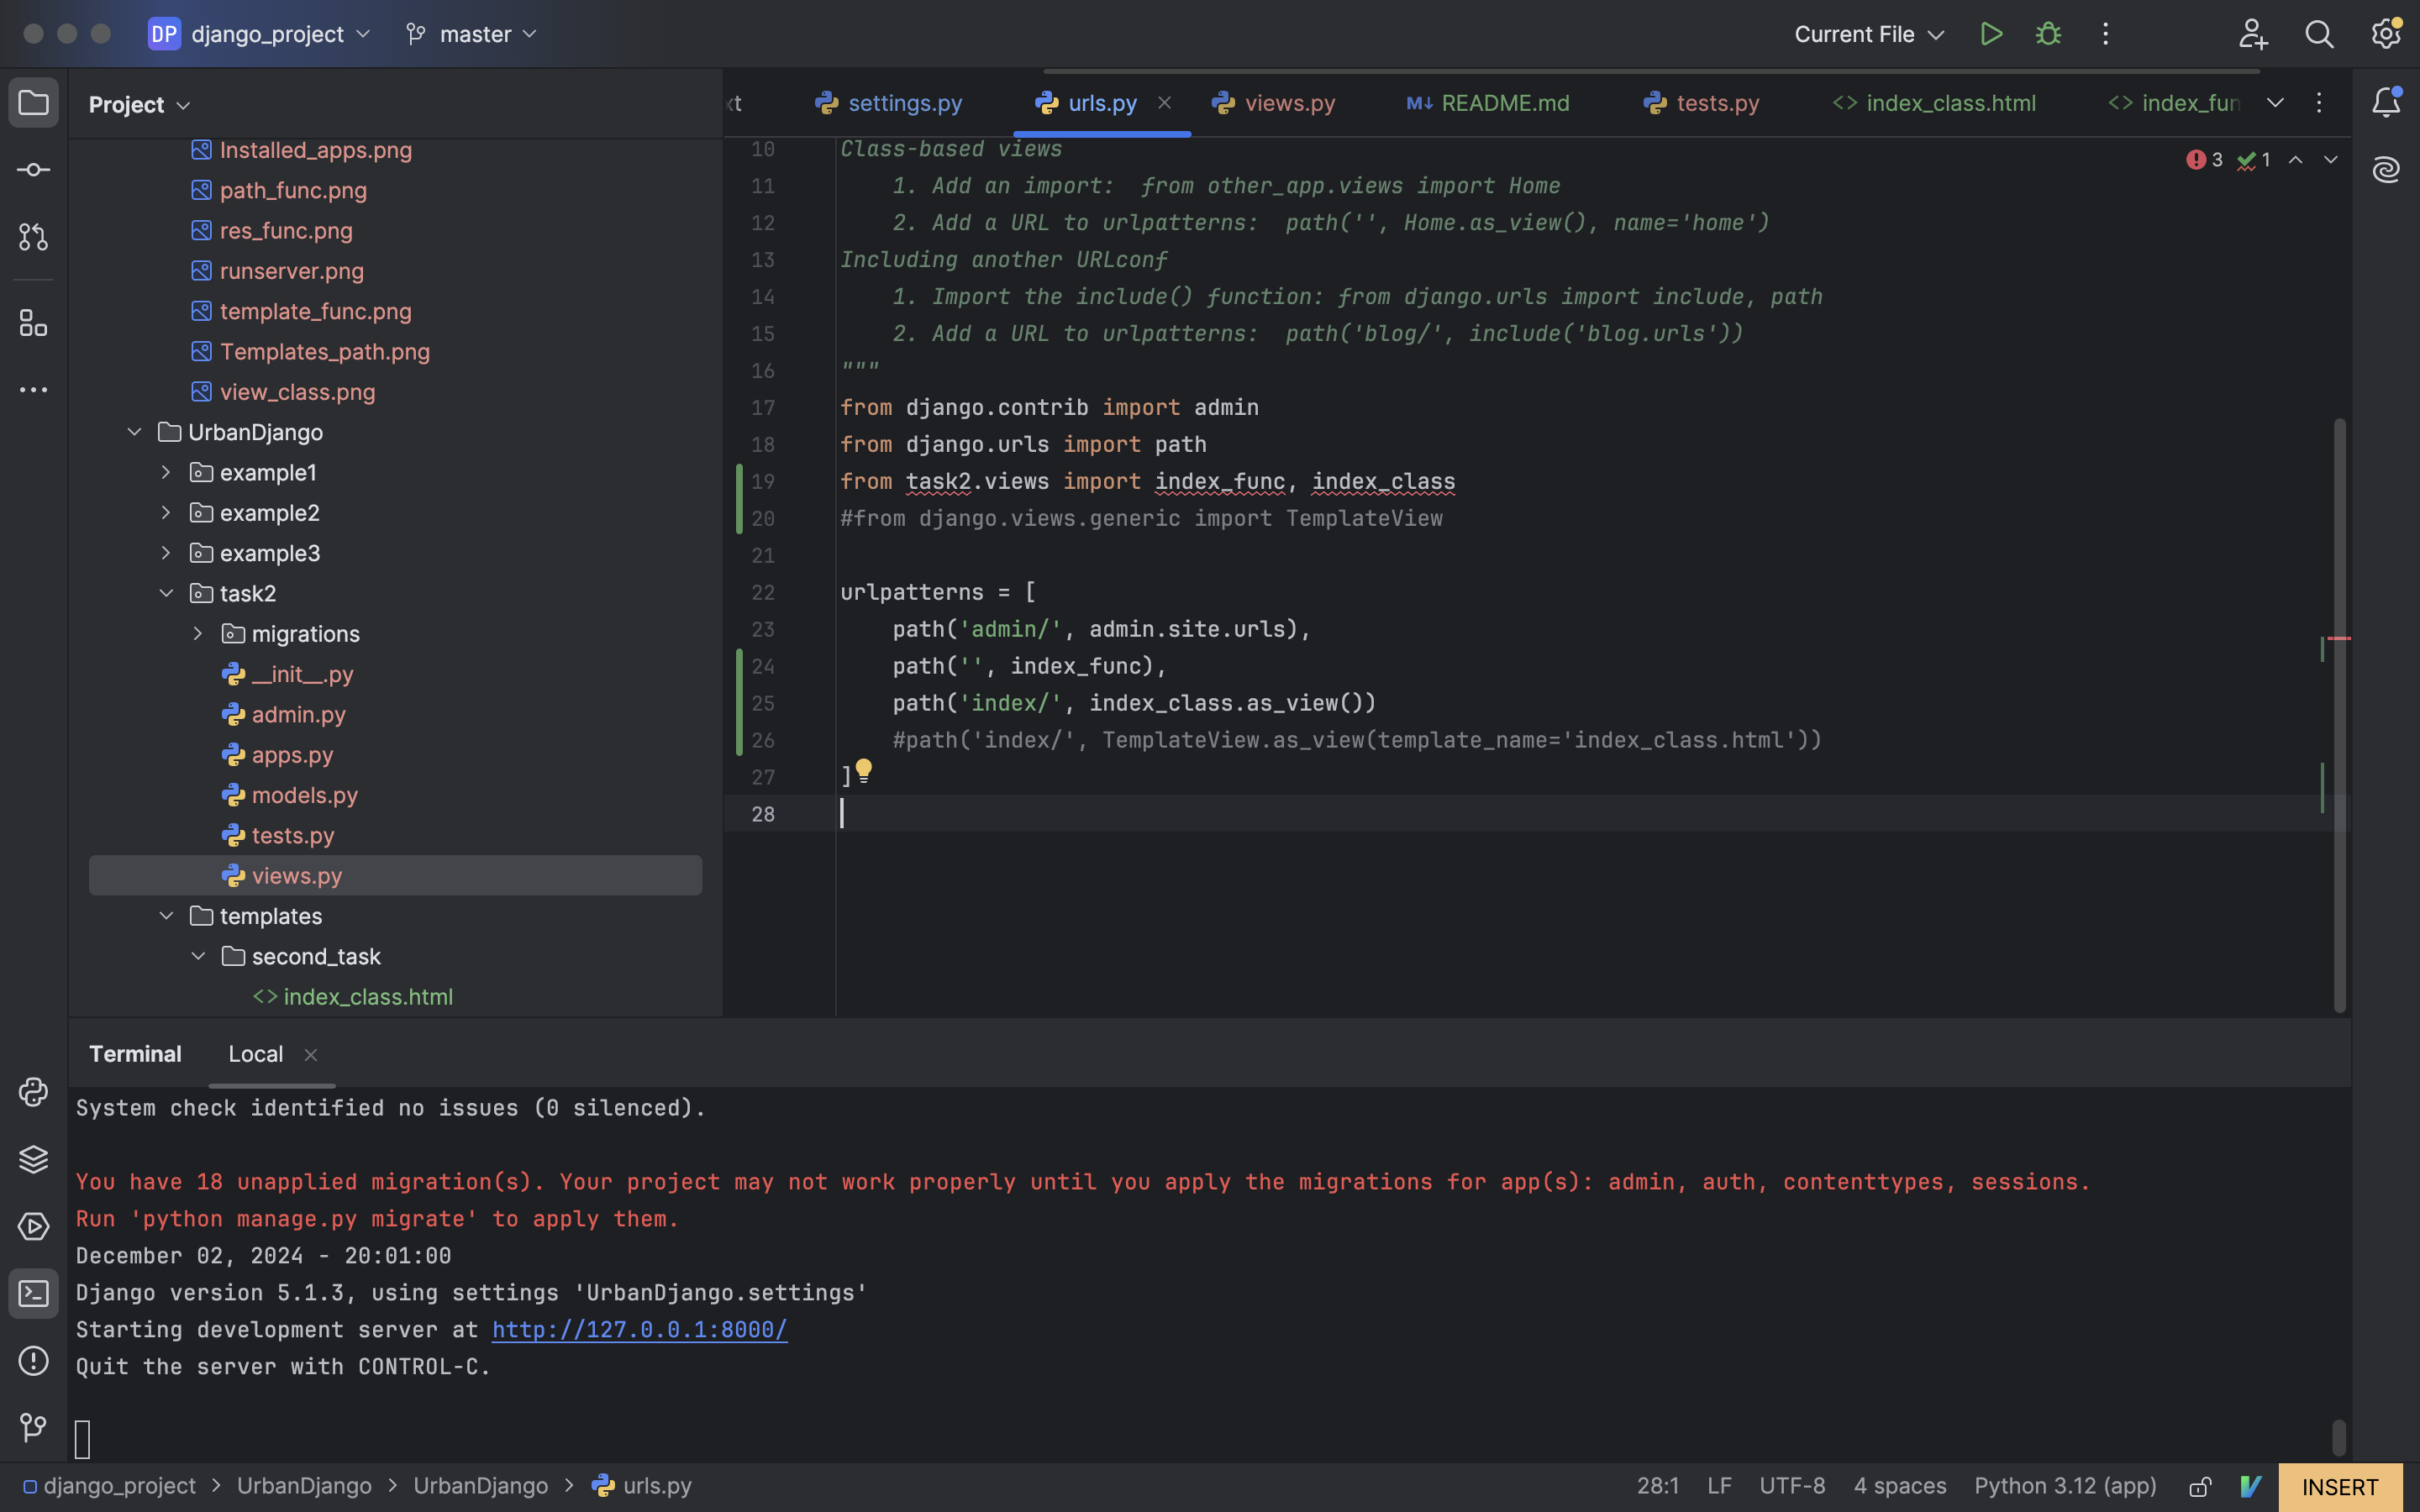 DP django_project
master
Current File
Project
Installed_apps.png
path_func.png
res_func.png
runserver.png
template_func.png
Templates_path.png
view_class.png
UrbanDjango
example1
example2
example3
task2
migrations
__init__.py
admin.py
apps.py
models.py
tests.py
views.py
templates
second_task
index_class.html
xt
settings.py
urls.py
views.py
M↓ README.md
tests.py
index_class.html
index_fun
3 1
10 Class-based views
11 1. Add an import:  from other_app.views import Home
12 2. Add a URL to urlpatterns:  path('', Home.as_view(), name='home')
13 Including another URLconf
14 1. Import the include() function: from django.urls import include, path
15 2. Add a URL to urlpatterns:  path('blog/', include('blog.urls'))
16 """
17 from django.contrib import admin
18 from django.urls import path
19 from task2.views import index_func, index_class
20 #from django.views.generic import TemplateView
21
22 urlpatterns = [
23 path('admin/', admin.site.urls),
24 path('', index_func),
25 path('index/', index_class.as_view())
26 #path('index/', TemplateView.as_view(template_name='index_class.html'))
27 ]
28
Terminal
Local
System check identified no issues (0 silenced).
You have 18 unapplied migration(s). Your project may not work properly until you apply the migrations for app(s): admin, auth, contenttypes, sessions.
Run 'python manage.py migrate' to apply them.
December 02, 2024 - 20:01:00
Django version 5.1.3, using settings 'UrbanDjango.settings'
Starting development server at http://127.0.0.1:8000/
Quit the server with CONTROL-C.
django_project > UrbanDjango > UrbanDjango > urls.py
28:1 LF UTF-8 4 spaces Python 3.12 (app) INSERT